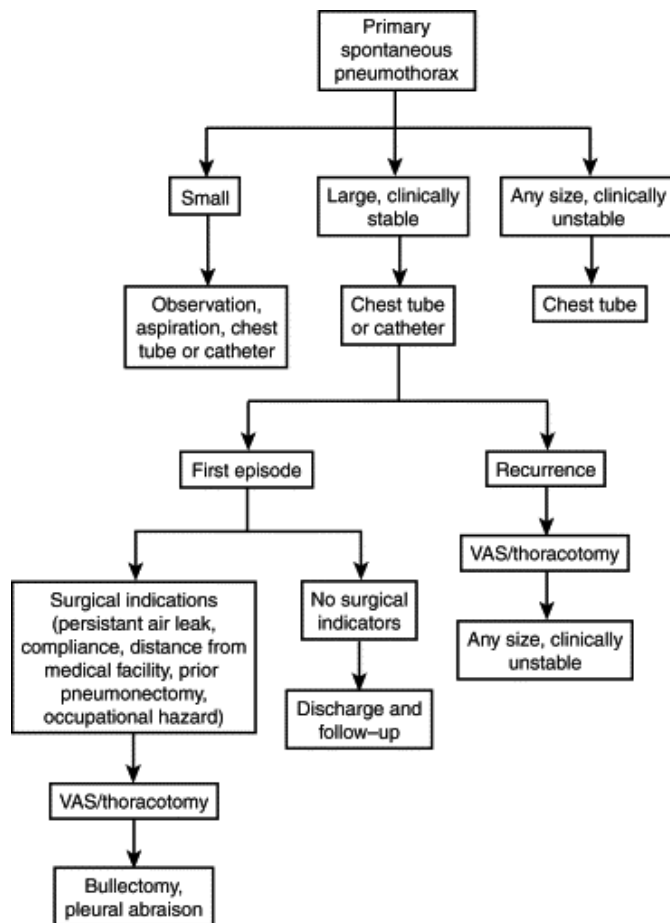 Primary
spontaneous
pneumothorax
Small
Large, clinically
stable
Any size, clinically
unstable
Observation,
aspiration, chest
tube or catheter
Chest tube
or catheter
Chest tube
First episode
Recurrence
Surgical indications
(persistant air leak,
compliance, distance from
medical facility, prior
pneumonectomy,
occupational hazard)
No surgical
indicators
VAS/thoracotomy
Any size, clinically
unstable
Discharge and
follow–up
VAS/thoracotomy
Bullectomy,
pleural abraison